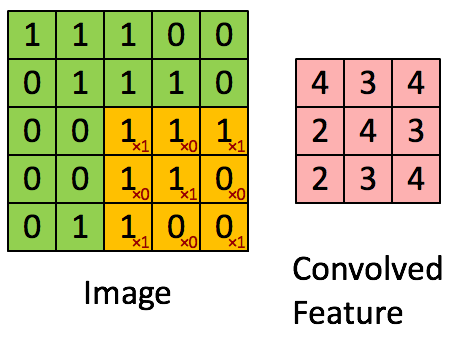 1 1 1 0 0
0 1 1 1 0
0 0 1×1 1×0 1×1
0 0 1×0 1×1 0×0
0 1 1×1 0×0 0×1
Image
4 3 4
2 4 3
2 3 4
Convolved
Feature